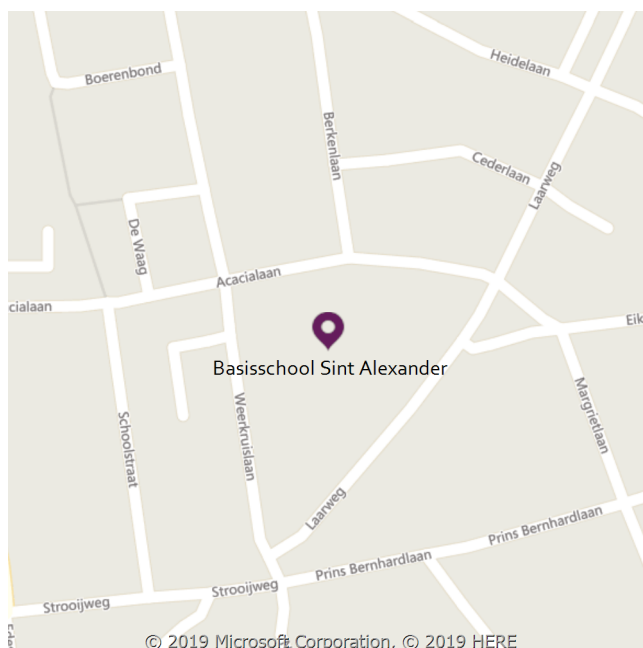 Heidelaan
Boerenbond
Berkenlaan
Cederlaan
Laarweg
De Waag
Acacialaan
cialaan
Eik
Basisschool Sint Alexander
Margrietlaan
Weerkruislaan
Schoolstraat
Laarweg
Prins Bernhardlaan
Prins Bernhardlaan
Strooijweg
Strooijweg
© 2019 Microsoft Corporation, © 2019 HERE